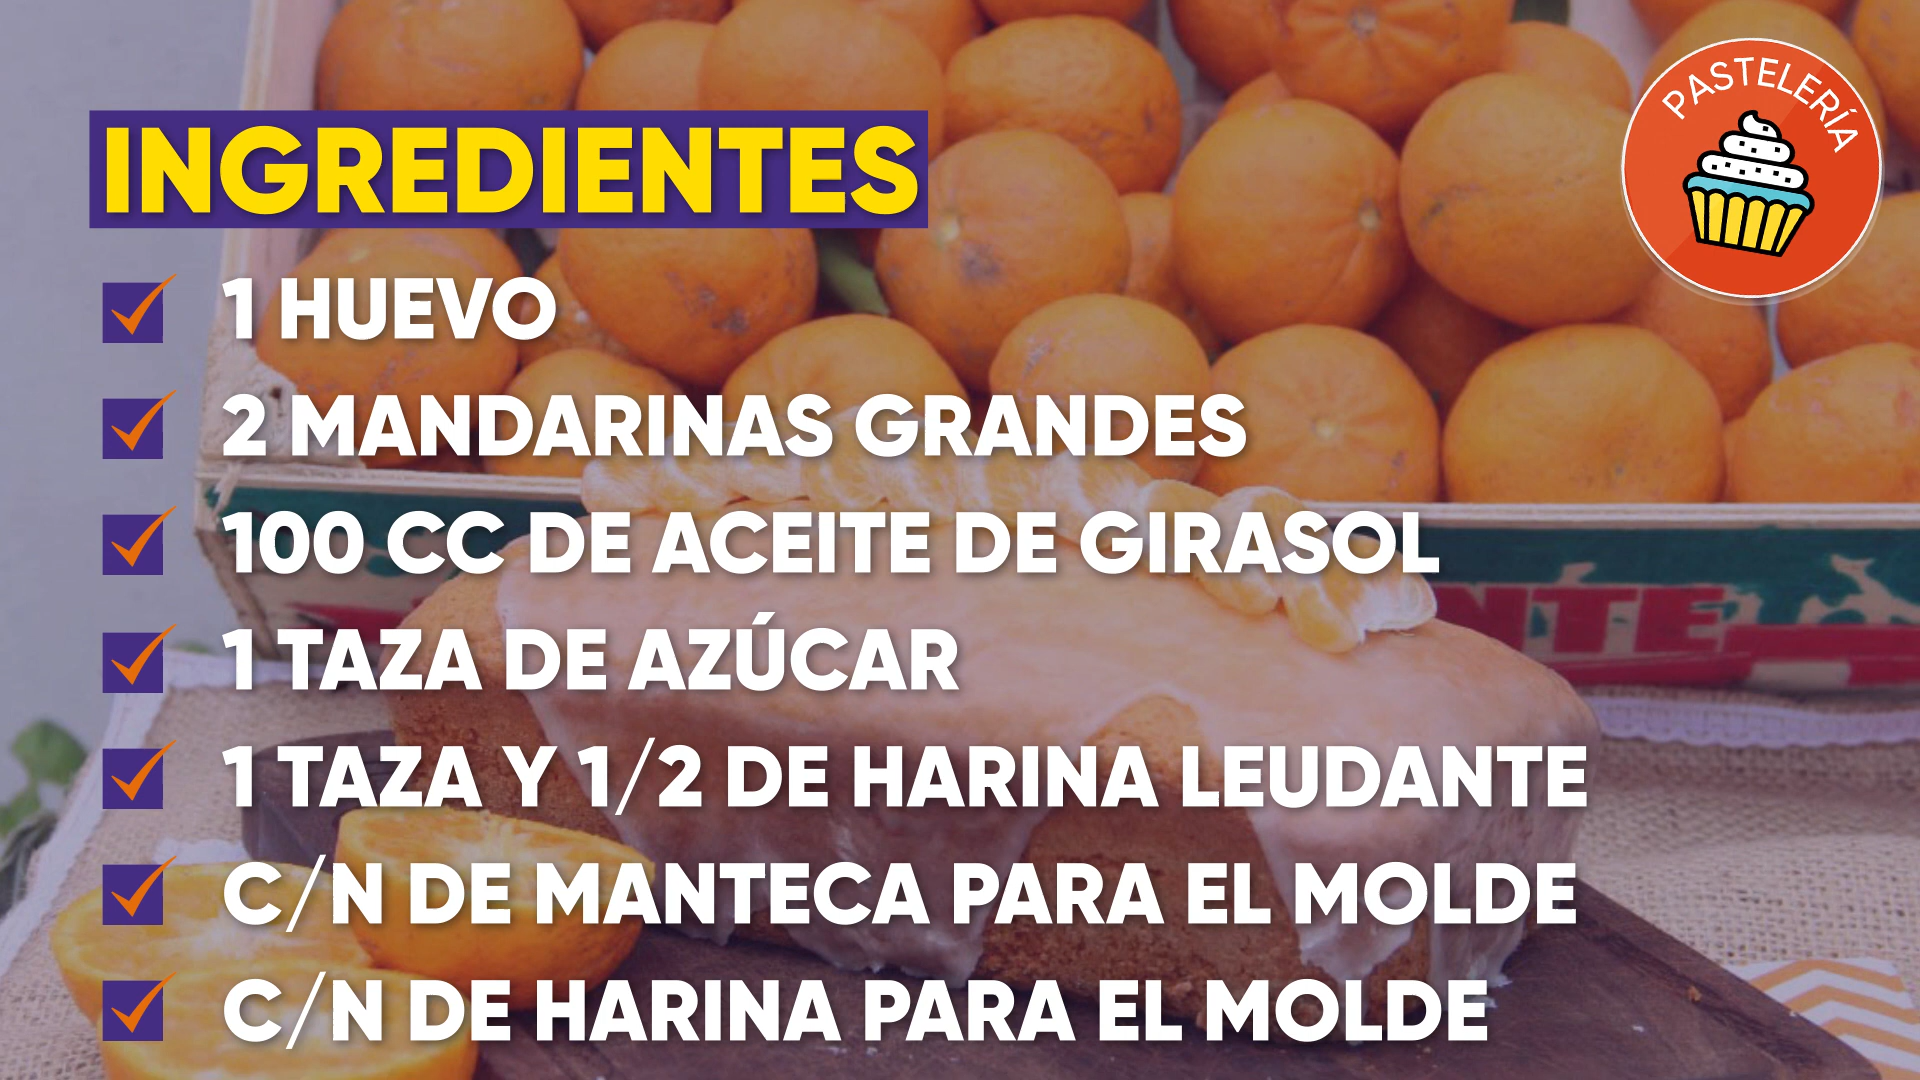 INGREDIENTES
PASTELERÍA
1 HUEVO
2 MANDARINAS GRANDES
100 CC DE ACEITE DE GIRASOL
1 TAZA DE AZÚCAR
1 TAZA Y 1/2 DE HARINA LEUDANTE
C/N DE MANTECA PARA EL MOLDE
C/N DE HARINA PARA EL MOLDE